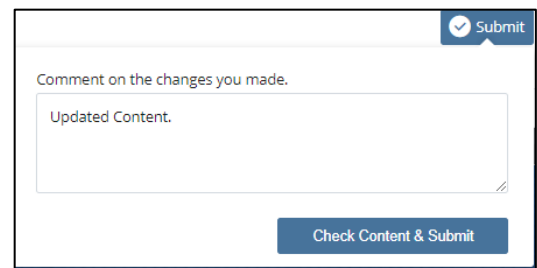 Submit
Comment on the changes you made.
Updated Content.
Check Content & Submit